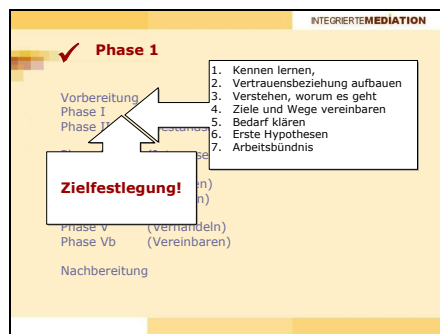 INTEGRIERTEMEDIATION
Phase 1
1. Kennen lernen,
2. Vertrauensbeziehung aufbauen
3. Verstehen, worum es geht
4. Ziele und Wege vereinbaren
5. Bedarf klären
6. Erste Hypothesen
7. Arbeitsbündnis
Vorbereitung
Phase I
Phase II
Zielfestlegung!
Phase V (Verhandeln)
Phase Vb (Vereinbaren)
Nachbereitung